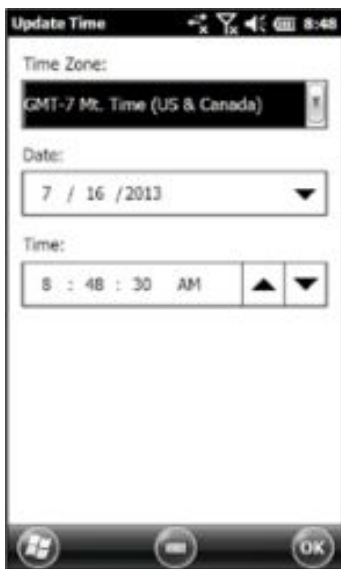 Update Time 8:48
Time Zone:
GMT-7 Mt. Time (US & Canada)
Date:
7 / 16 /2013
Time:
8 : 48 : 30 AM
OK